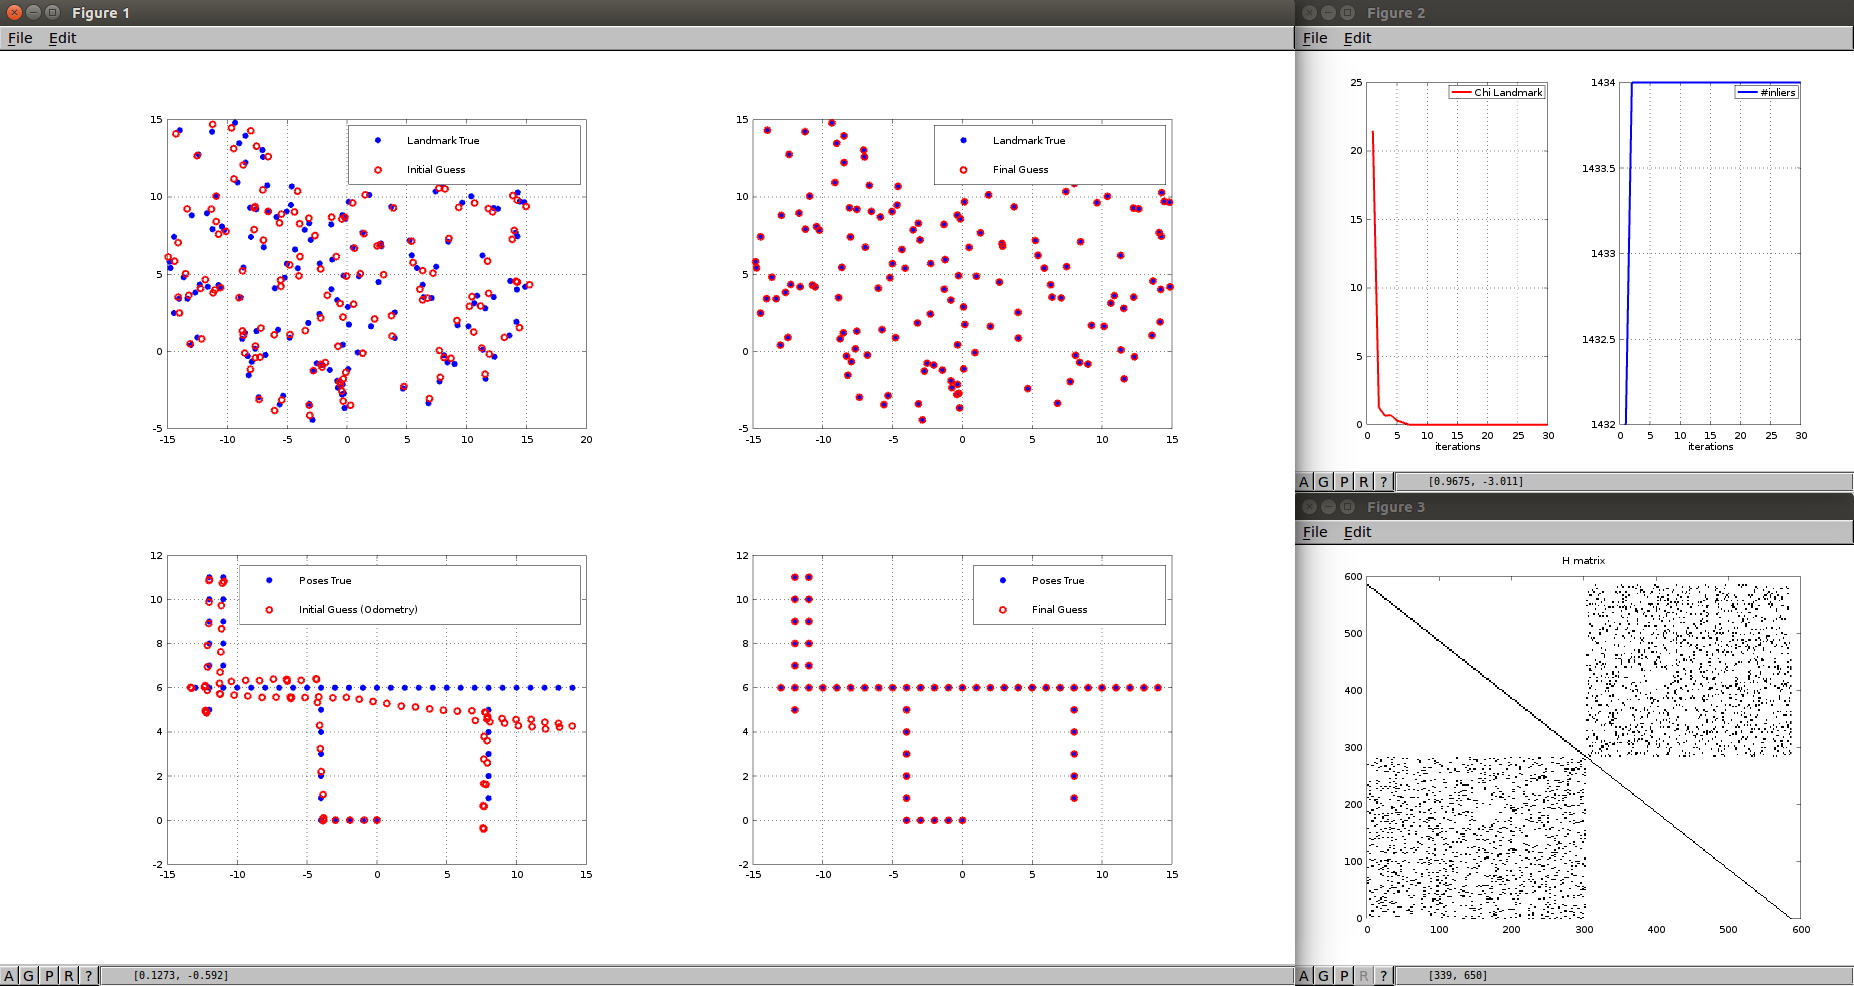 Figure 1
File Edit
15
10
5
0
-5
-15 -10 -5 0 5 10 15 20
Landmark True
Initial Guess
15
10
5
0
-5
-15 -10 -5 0 5 10 15
Landmark True
Final Guess
12
10
8
6
4
2
0
-2
-15 -10 -5 0 5 10 15
Poses True
Initial Guess (Odometry)
12
10
8
6
4
2
0
-2
-15 -10 -5 0 5 10 15
Poses True
Final Guess
A G P R ? [0.1273, -0.592]
Figure 2
File Edit
25
20
15
10
5
0
0 5 10 15 20 25 30
iterations
Chi Landmark
1434
1433.5
1433
1432.5
1432
0 5 10 15 20 25 30
iterations
#inliers
A G P R ? [0.9675, -3.011]
Figure 3
File Edit
H matrix
600
500
400
300
200
100
0
0 100 200 300 400 500 600
A G P R ? [339, 650]